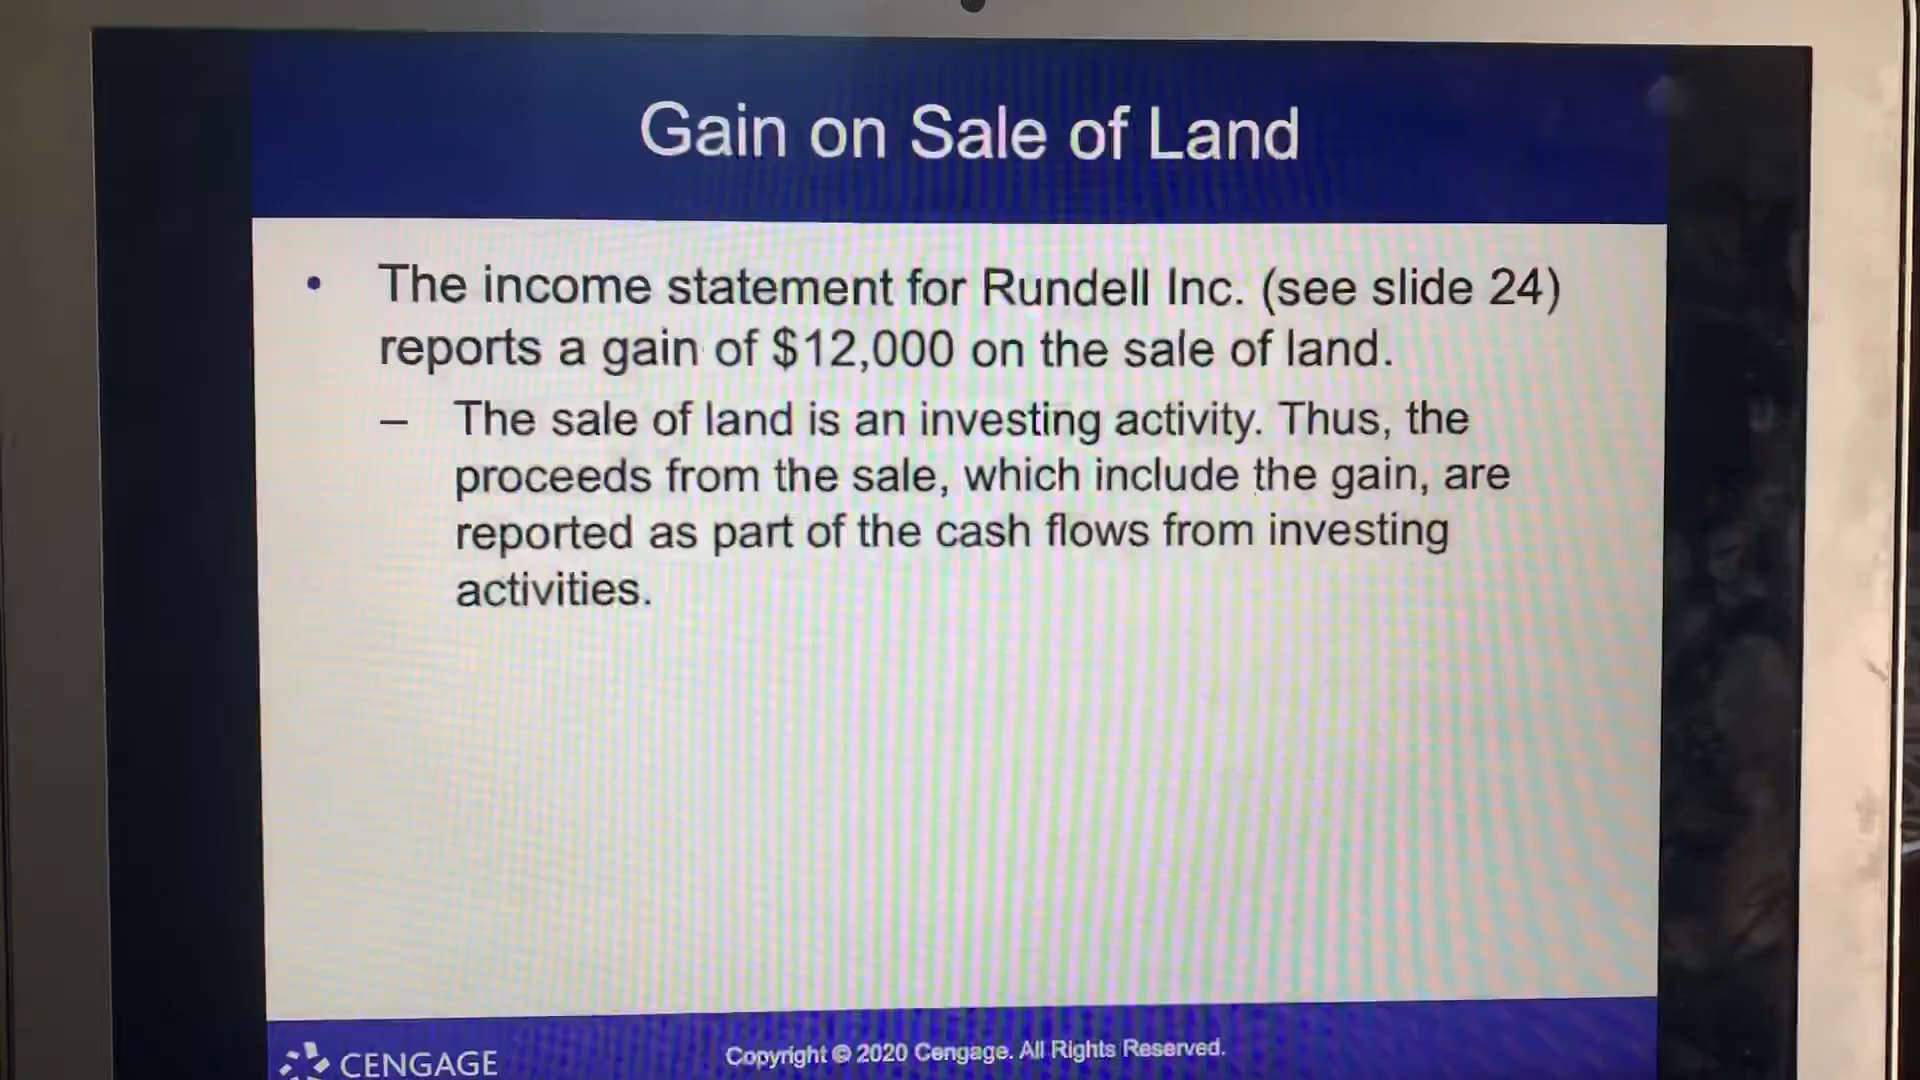 Gain on Sale of Land
• The income statement for Rundell Inc. (see slide 24)
reports a gain of $12,000 on the sale of land.
– The sale of land is an investing activity. Thus, the
proceeds from the sale, which include the gain, are
reported as part of the cash flows from investing
activities.
CENGAGE
Copyright © 2020 Cengage. All Rights Reserved.